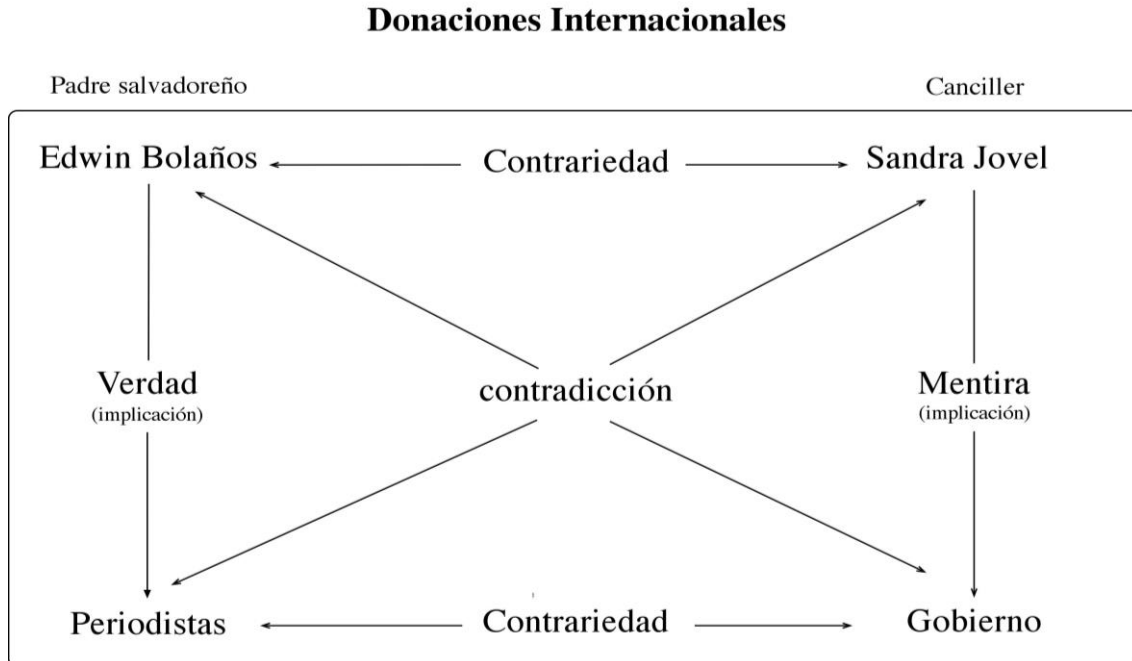 Donaciones Internacionales
Padre salvadoreño
Canciller
Edwin Bolaños
Contrariedad
Sandra Jovel
Verdad
(implicación)
contradicción
Mentira
(implicación)
Periodistas
Contrariedad
Gobierno